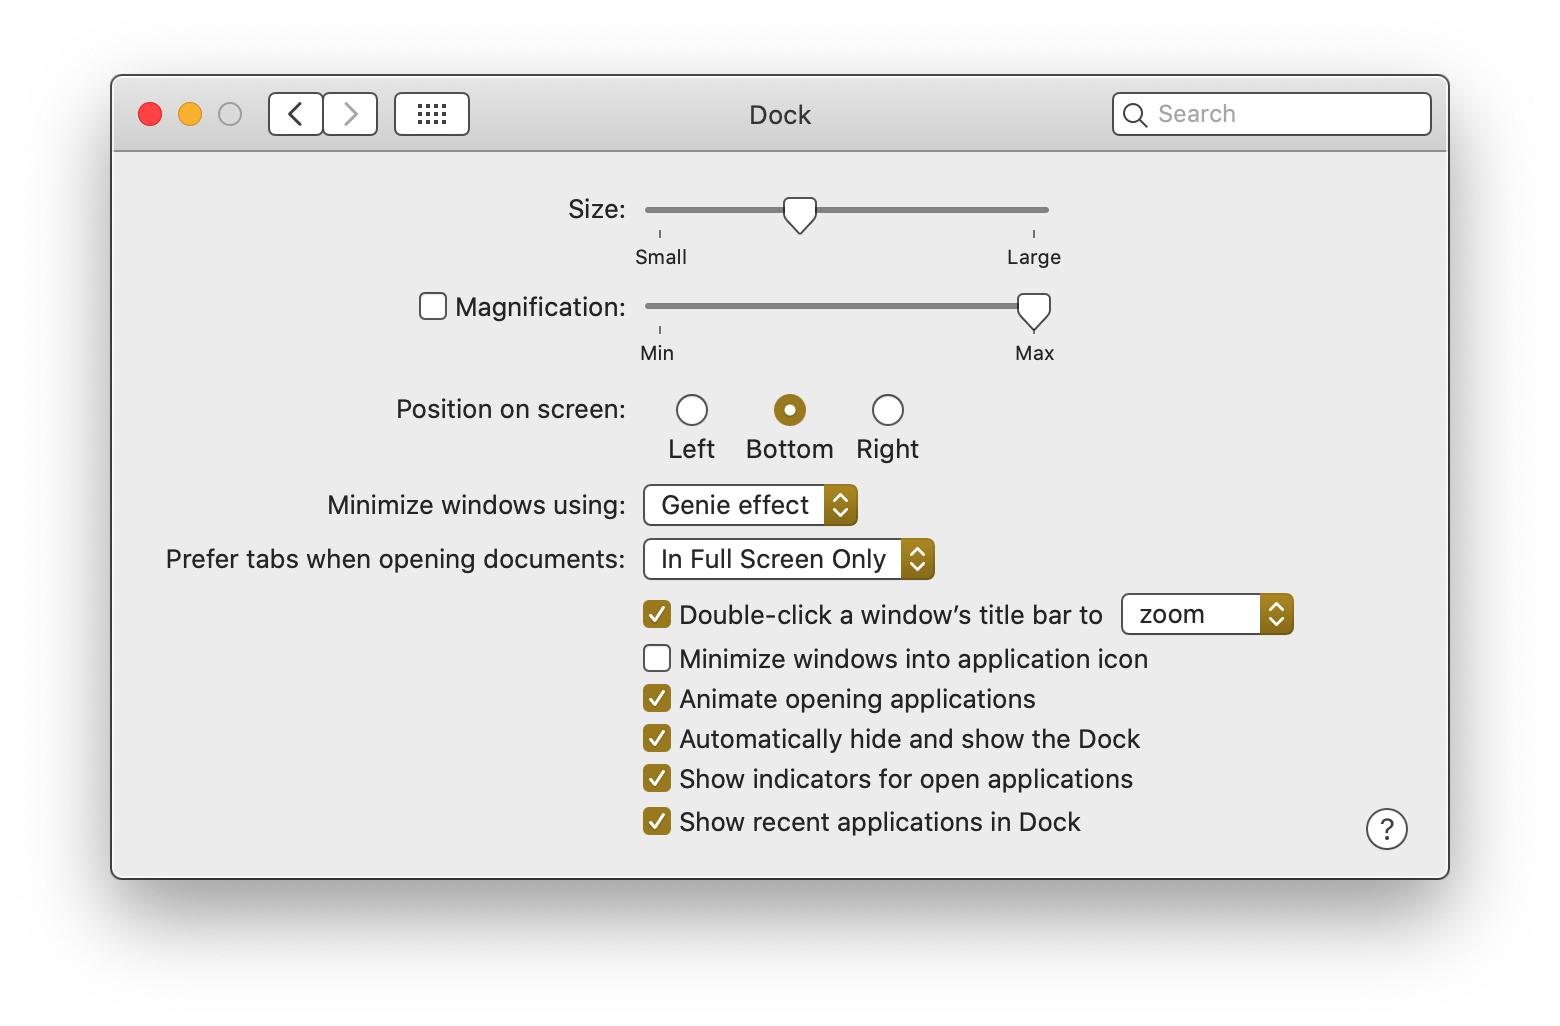 Dock
Search
Size:
Small Large
Magnification:
Min Max
Position on screen:
Left Bottom Right
Minimize windows using: Genie effect
Prefer tabs when opening documents: In Full Screen Only
Double-click a window’s title bar to zoom
Minimize windows into application icon
Animate opening applications
Automatically hide and show the Dock
Show indicators for open applications
Show recent applications in Dock
?